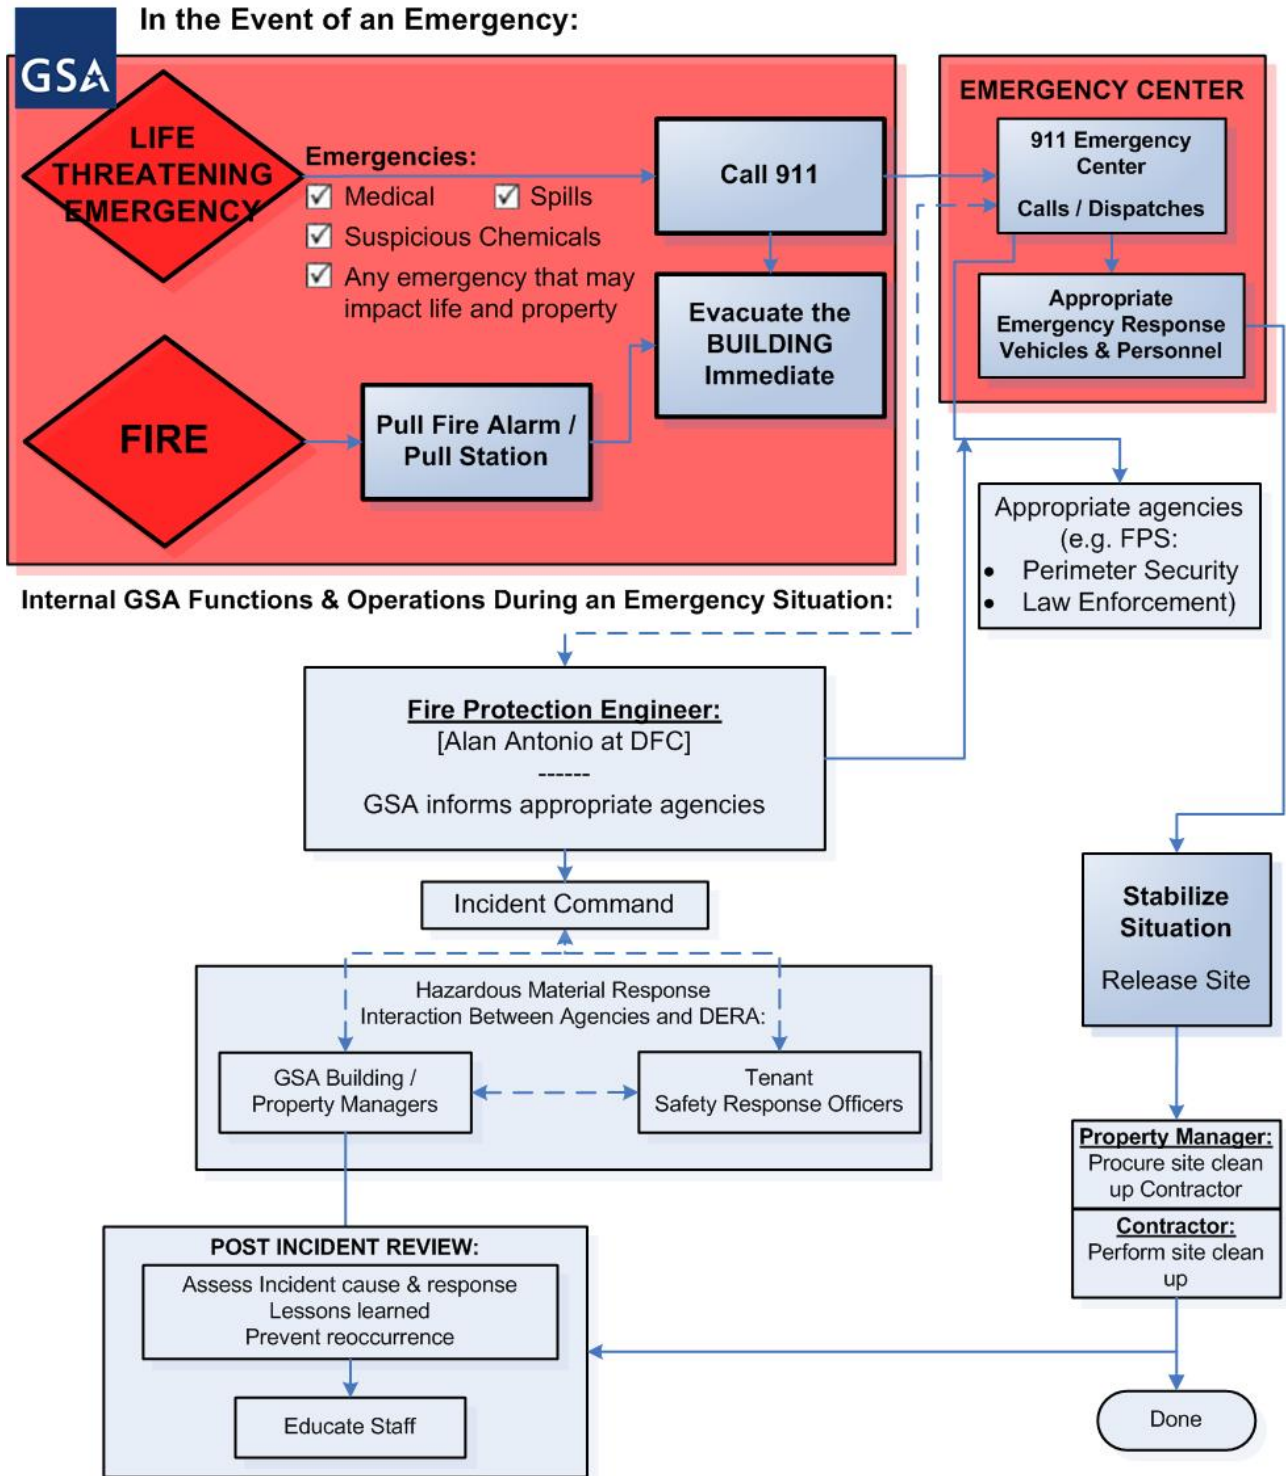 In the Event of an Emergency:
GSA
LIFE
THREATENING
EMERGENCY
Emergencies:
Medical
Spills
Suspicious Chemicals
Any emergency that may
impact life and property
Call 911
Evacuate the
BUILDING
Immediate
FIRE
Pull Fire Alarm /
Pull Station
EMERGENCY CENTER
911 Emergency
Center
Calls / Dispatches
Appropriate
Emergency Response
Vehicles & Personnel
Appropriate agencies
(e.g. FPS:
• Perimeter Security
• Law Enforcement)
Internal GSA Functions & Operations During an Emergency Situation:
Fire Protection Engineer:
[Alan Antonio at DFC]
------
GSA informs appropriate agencies
Incident Command
Hazardous Material Response
Interaction Between Agencies and DERA:
GSA Building /
Property Managers
Tenant
Safety Response Officers
Stabilize
Situation
Release Site
Property Manager:
Procure site clean
up Contractor
Contractor:
Perform site clean
up
POST INCIDENT REVIEW:
Assess Incident cause & response
Lessons learned
Prevent reoccurrence
Educate Staff
Done